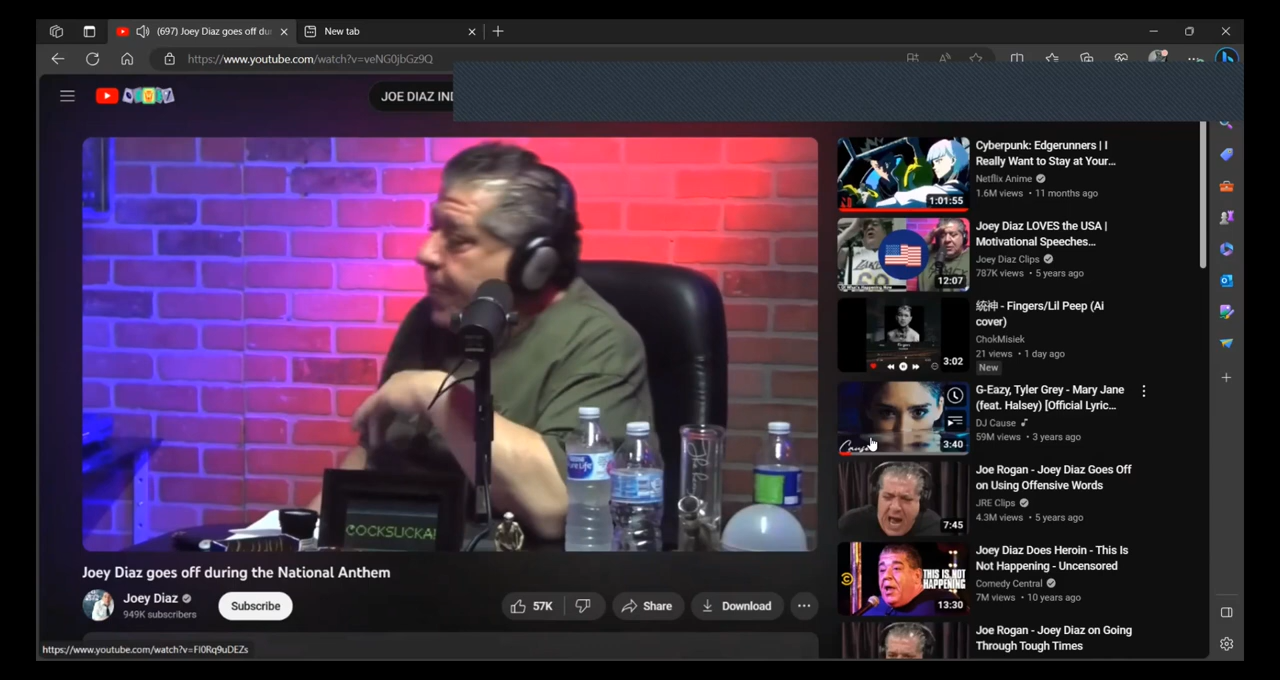 (697) Joey Diaz goes off du
New tab
https://www.youtube.com/watch?v=veNG0jbGz9Q
JOE DIAZ IND
COCKSUCKA!
Joey Diaz goes off during the National Anthem
Joey Diaz
949K subscribers
Subscribe
57K
Share
Download
https://www.youtube.com/watch?v=FI0Rq9uDEZs
Cyberpunk: Edgerunners | I
Really Want to Stay at Your...
Netflix Anime
1.6M views • 11 months ago
1:01:55
Joey Diaz LOVES the USA |
Motivational Speeches...
Joey Diaz Clips
787K views • 5 years ago
12:07
统神 - Fingers/Lil Peep (Ai
cover)
ChokMisiek
21 views • 1 day ago
New
3:02
G-Eazy, Tyler Grey - Mary Jane
(feat. Halsey) [Official Lyric...
DJ Cause
59M views • 3 years ago
3:40
Joe Rogan - Joey Diaz Goes Off
on Using Offensive Words
JRE Clips
4.3M views • 5 years ago
7:45
Joey Diaz Does Heroin - This Is
Not Happening - Uncensored
Comedy Central
7M views • 10 years ago
THIS IS NOT
HAPPENING
13:30
Joe Rogan - Joey Diaz on Going
Through Tough Times